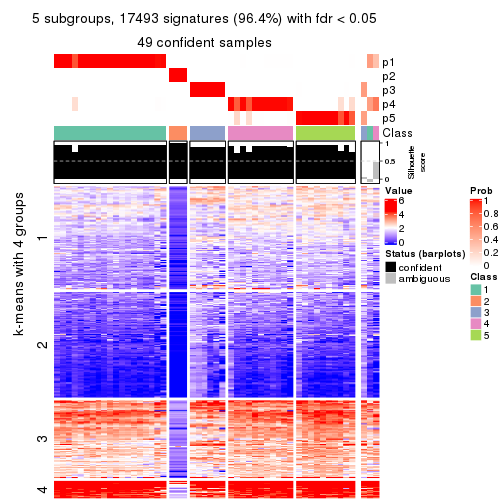 5 subgroups, 17493 signatures (96.4%) with fdr < 0.05
49 confident samples
p1
p2
p3
p4
p5
Class
1
0.5
0
Silhouette
score
k-means with 4 groups
1
2
3
4
Value
6
4
2
0
Status (barplots)
confident
ambiguous
Prob
1
0.8
0.6
0.4
0.2
0
Class
1
2
3
4
5